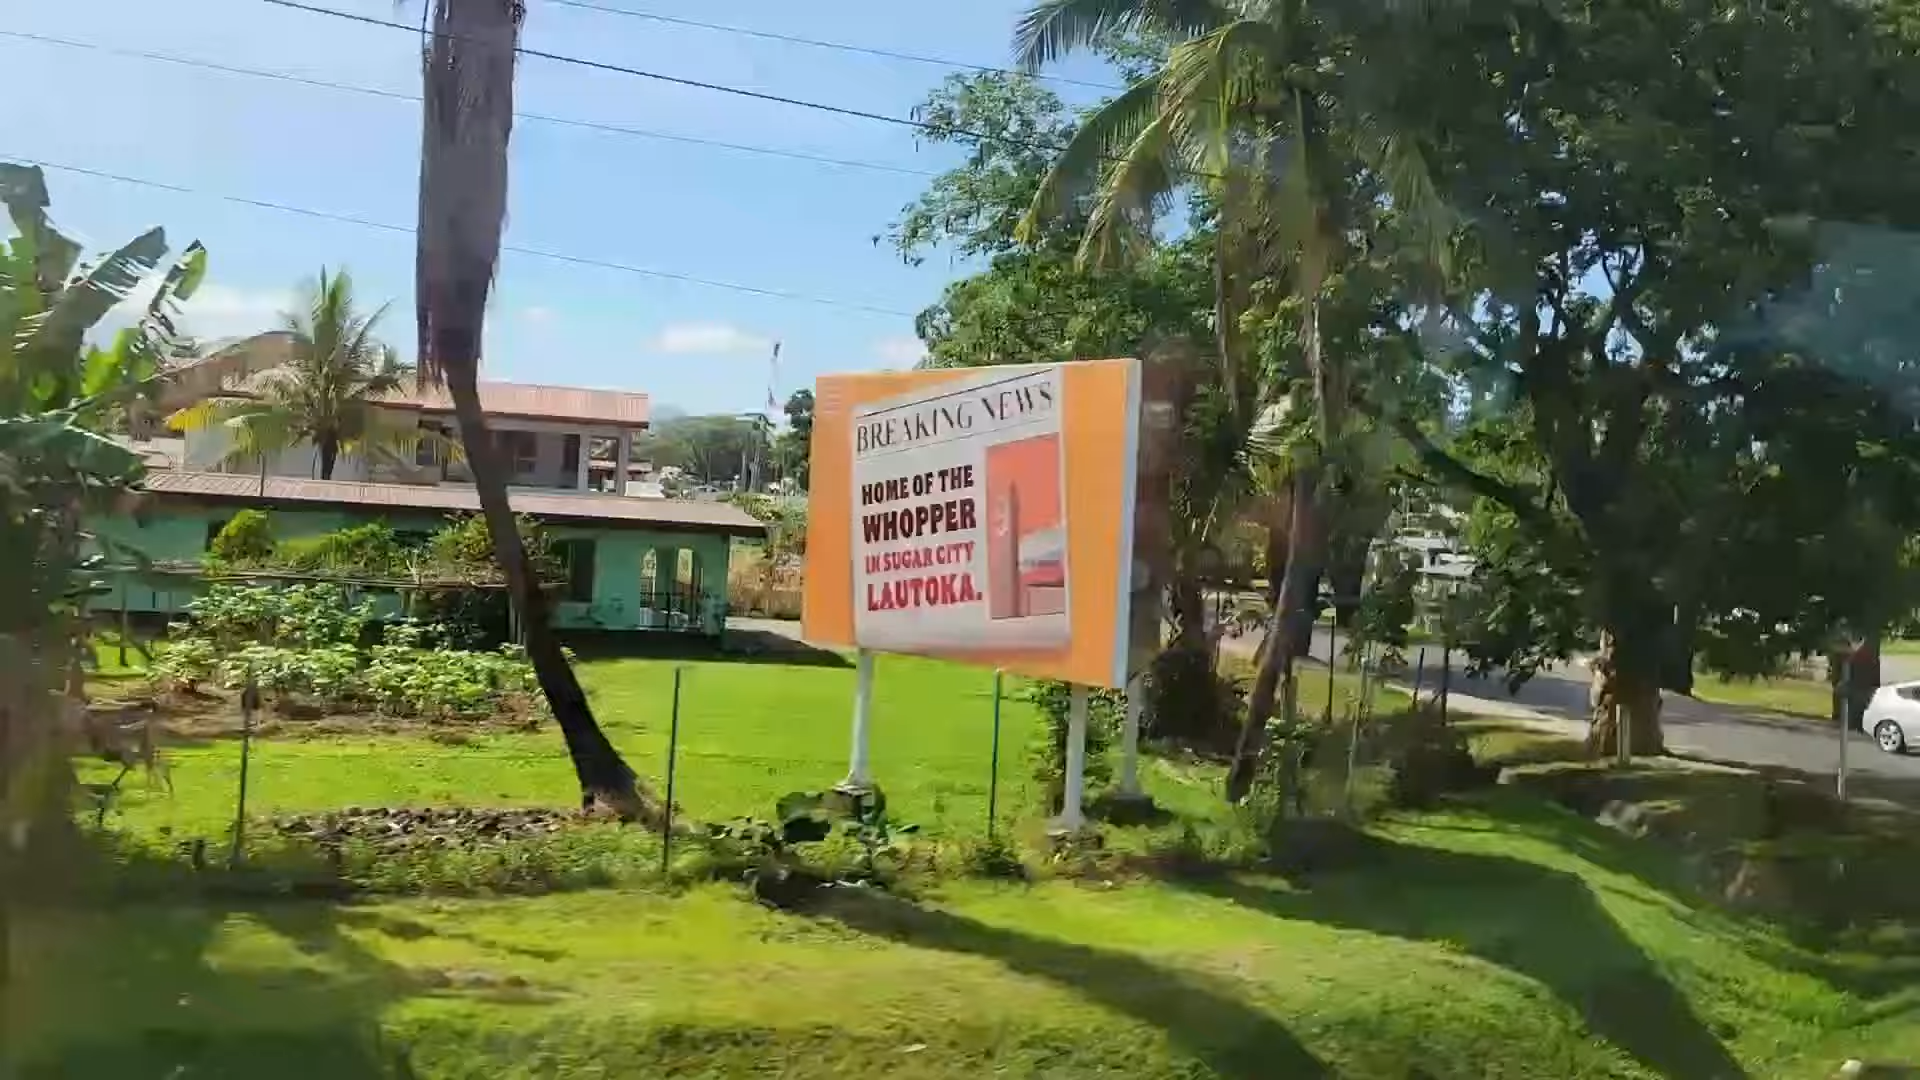 BREAKING NEWS
HOME OF THE
WHOPPER
IN SUGAR CITY
LAUTOKA.